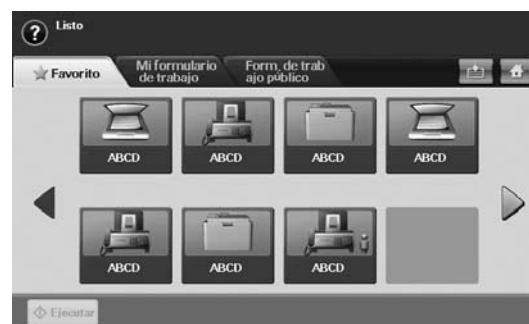 ?
Listo
Favorito
Mi formulario
de trabajo
Form. de trab
ajo público
ABCD
ABCD
ABCD
ABCD
ABCD
ABCD
ABCD
Ejecutar